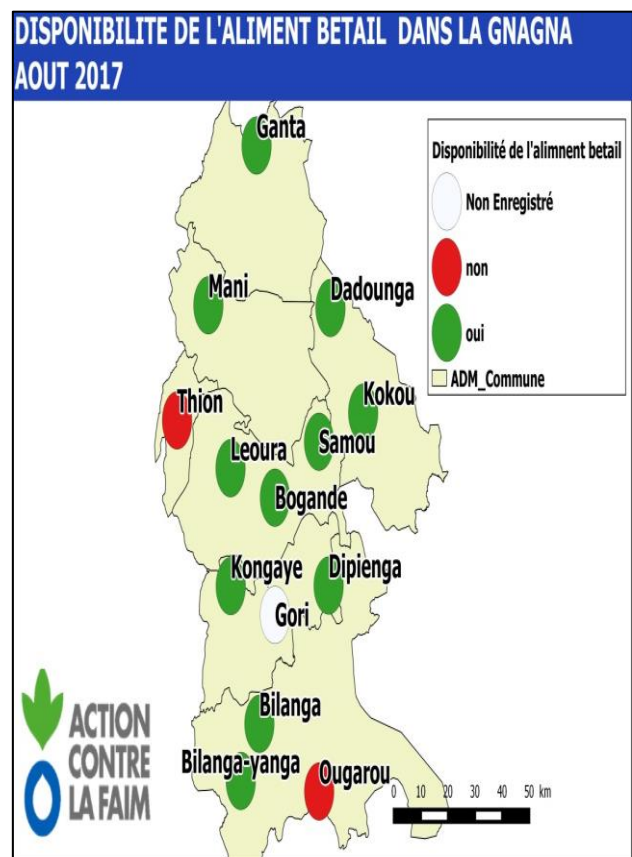 DISPONIBILITE DE L'ALIMENT BETAIL DANS LA GNAGNA
AOUT 2017
Ganta
Disponibilité de l'alimnent betail
Non Enregistré
non
oui
ADM_Commune
Mani
Dadounga
Thion
Kokou
Leoura
Samou
Bogande
Kongaye
Dipienga
Gori
Bilanga
Bilanga-yanga
Ougarou
ACTION
CONTRE
LA FAIM
0 10 20 30 40 50 km